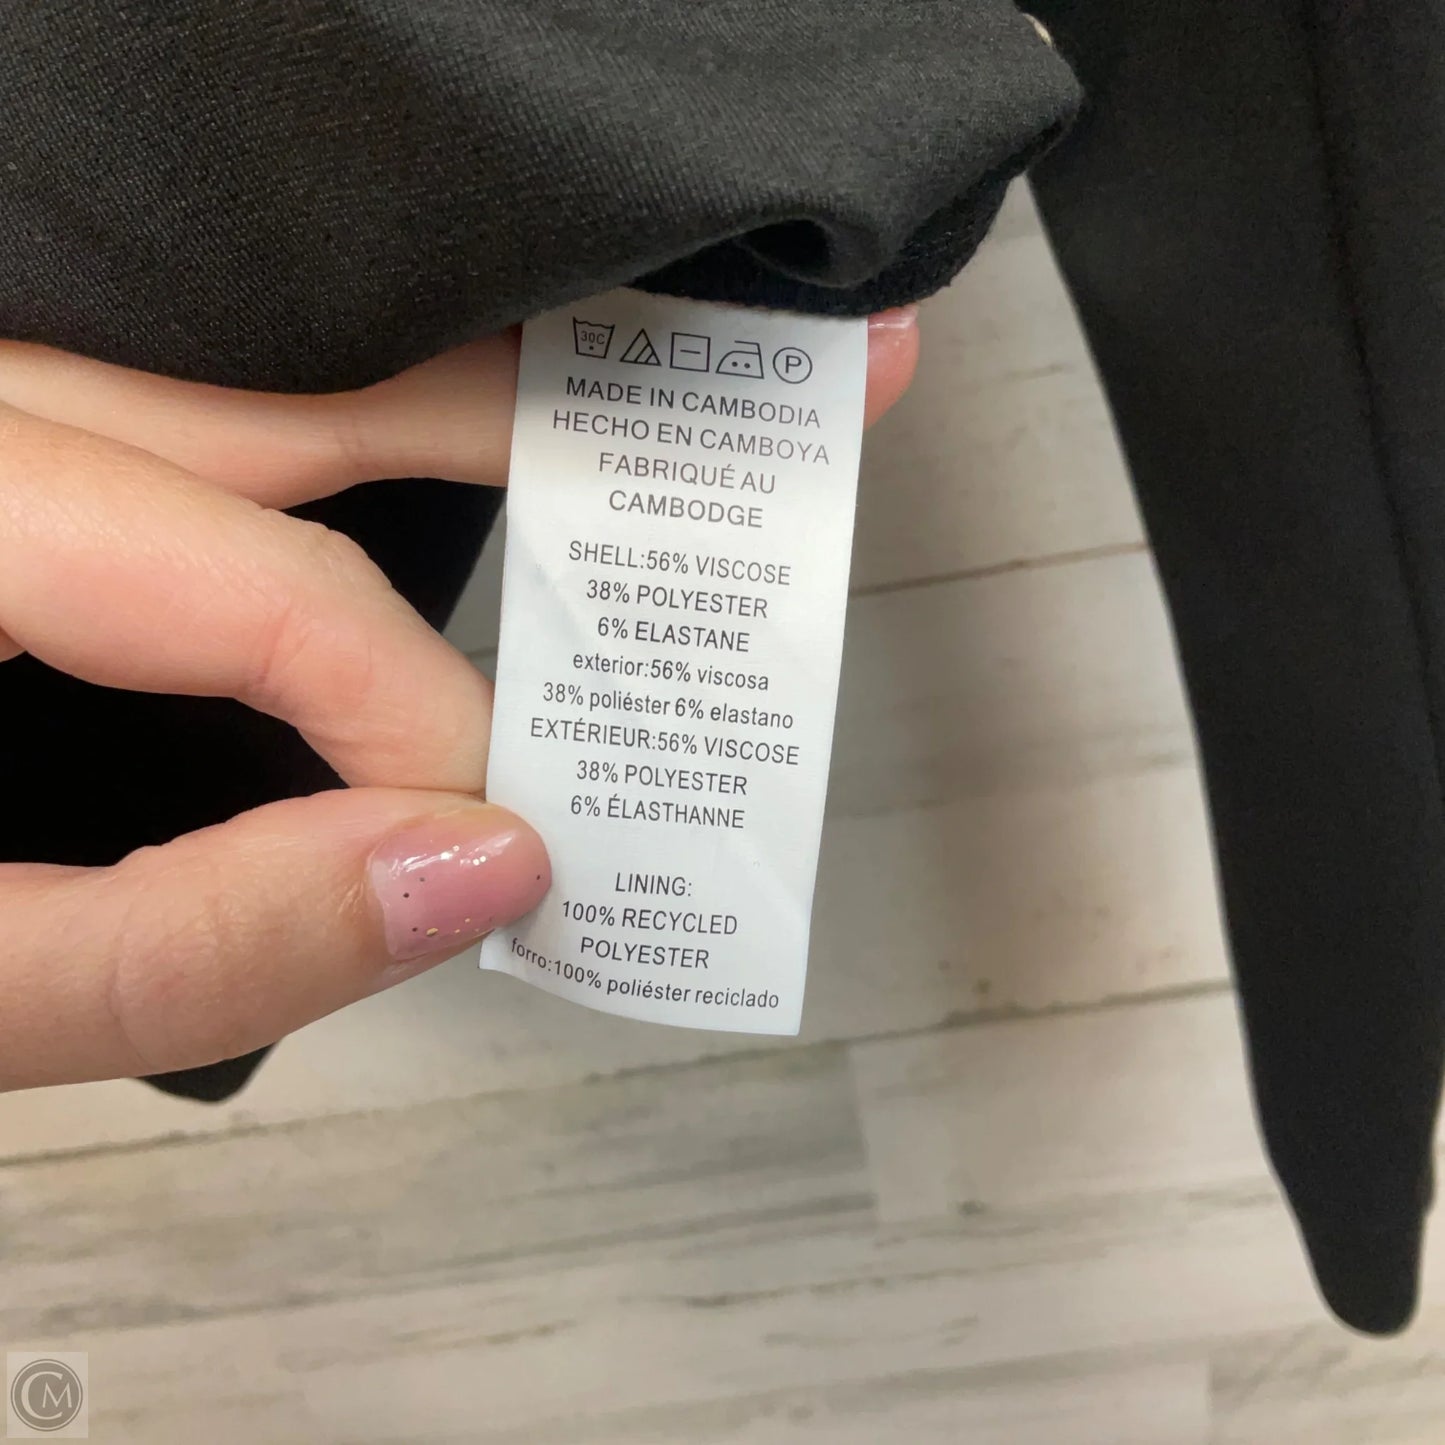 30C
P
MADE IN CAMBODIA
HECHO EN CAMBOYA
FABRIQUÉ AU
CAMBODGE
SHELL:56% VISCOSE
38% POLYESTER
6% ELASTANE
exterior:56% viscosa
38% poliéster 6% elastano
EXTÉRIEUR:56% VISCOSE
38% POLYESTER
6% ÉLASTHANNE
LINING:
100% RECYCLED
POLYESTER
forro:100% poliéster reciclado
CM